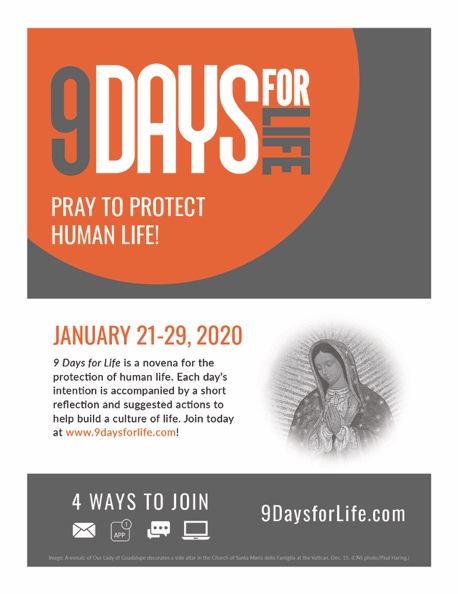 9 DAYS FOR LIFE
PRAY TO PROTECT
HUMAN LIFE!
JANUARY 21-29, 2020
9 Days for Life is a novena for the
protection of human life. Each day's
intention is accompanied by a short
reflection and suggested actions to
help build a culture of life. Join today
at www.9daysforlife.com!
4 WAYS TO JOIN
1
APP
9DaysforLife.com
Image: A mosaic of Our Lady of Guadalupe decorates a side altar in the Church of Santa Maria della Famiglia at the Vatican, Dec. 15. (CNS photo/Paul Haring.)